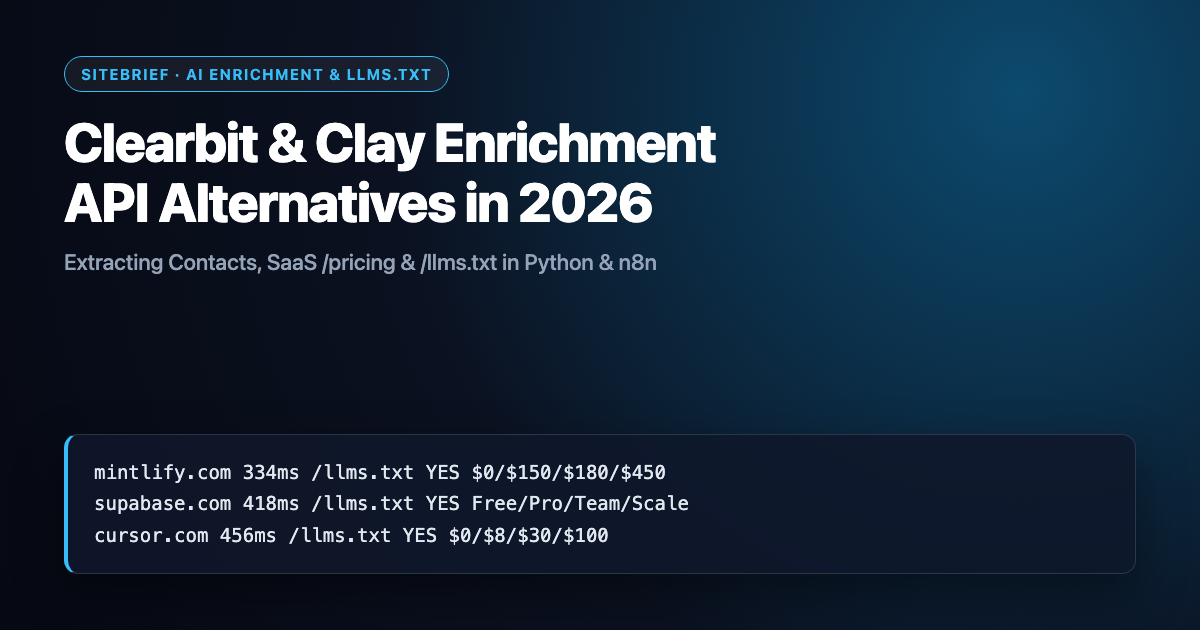 SITEBRIEF · AI ENRICHMENT & LLMS.TXT
Clearbit & Clay Enrichment
API Alternatives in 2026
Extracting Contacts, SaaS /pricing & /llms.txt in Python & n8n
mintlify.com 334ms /llms.txt YES $0/$150/$180/$450
supabase.com 418ms /llms.txt YES Free/Pro/Team/Scale
cursor.com 456ms /llms.txt YES $0/$8/$30/$100